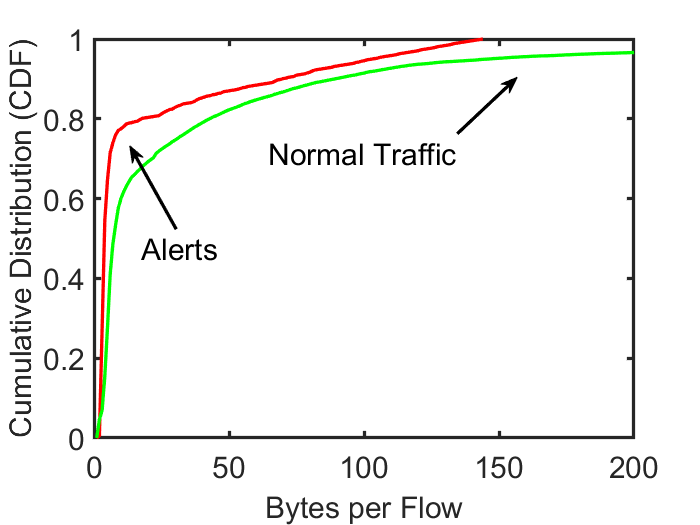 Cumulative Distribution (CDF)
1
0.8
0.6
0.4
0.2
0
Normal Traffic
Alerts
0 50 100 150 200
Bytes per Flow